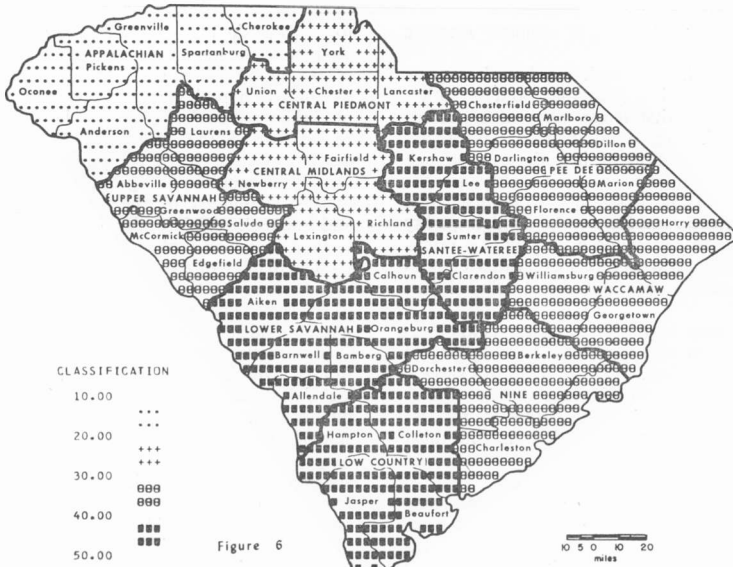 Greenville
Cherokee
York
APPALACHIAN
Spartanburg
Pickens
Oconee
Union
Chester
Lancaster
CENTRAL PIEDMONT
Chesterfield
Marlboro
Anderson
Laurens
Dillon
Fairfield
Kershaw
Darlington
PEE DEE
CENTRAL MIDLANDS
Abbeville
Newberry
Lee
Marion
UPPER SAVANNAH
Greenwood
Florence
McCormick
Saluda
Richland
Sumter
Horry
Lexington
SANTEE-WATEREE
Edgefield
Calhoun
Clarendon
Williamsburg
WACCAMAW
Aiken
Georgetown
LOWER SAVANNAH
Orangeburg
Barnwell
Bamberg
Berkeley
Dorchester
NINE
Allendale
Hampton
Colleton
Charleston
LOW COUNTRY
Jasper
Beaufort
CLASSIFICATION
10.00
20.00
30.00
40.00
50.00
Figure 6
10 5 0 10 20
miles